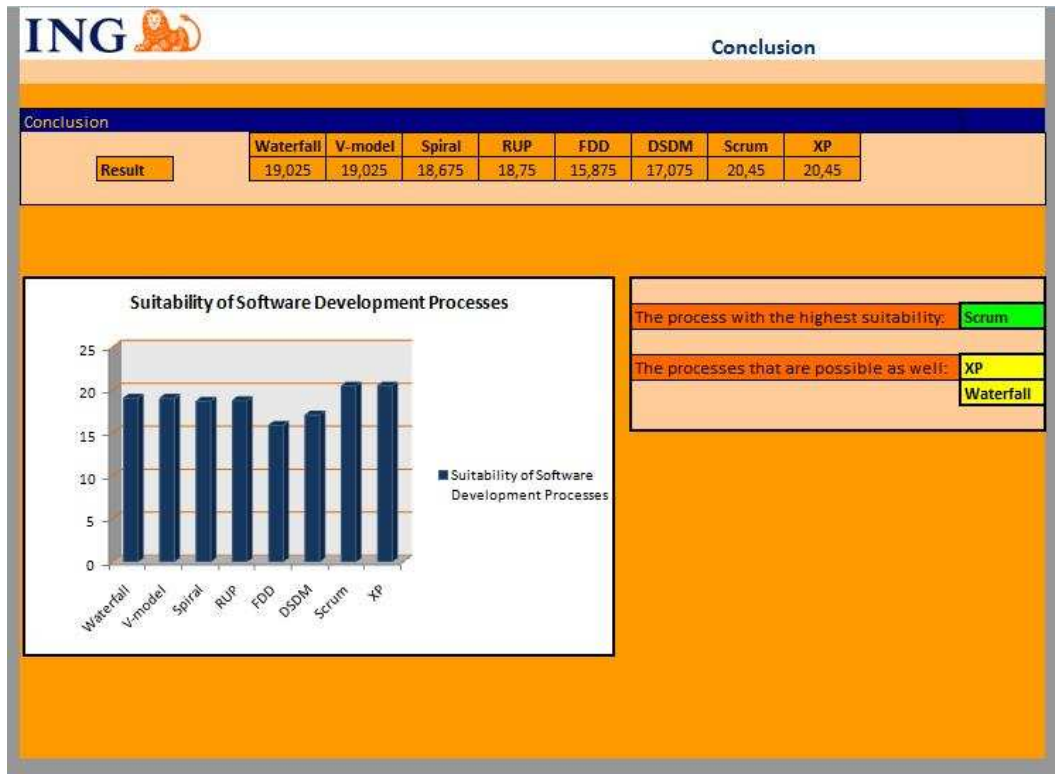 ING
Conclusion
Conclusion
Waterfall V-model Spiral RUP FDD DSDM Scrum XP
Result 19,025 19,025 18,675 18,75 15,875 17,075 20,45 20,45
Suitability of Software Development Processes
25
20
15
10
5
0
Waterfall V-model Spiral RUP FDD DSDM Scrum XP
Suitability of Software
Development Processes
The process with the highest suitability: Scrum
The processes that are possible as well: XP
Waterfall